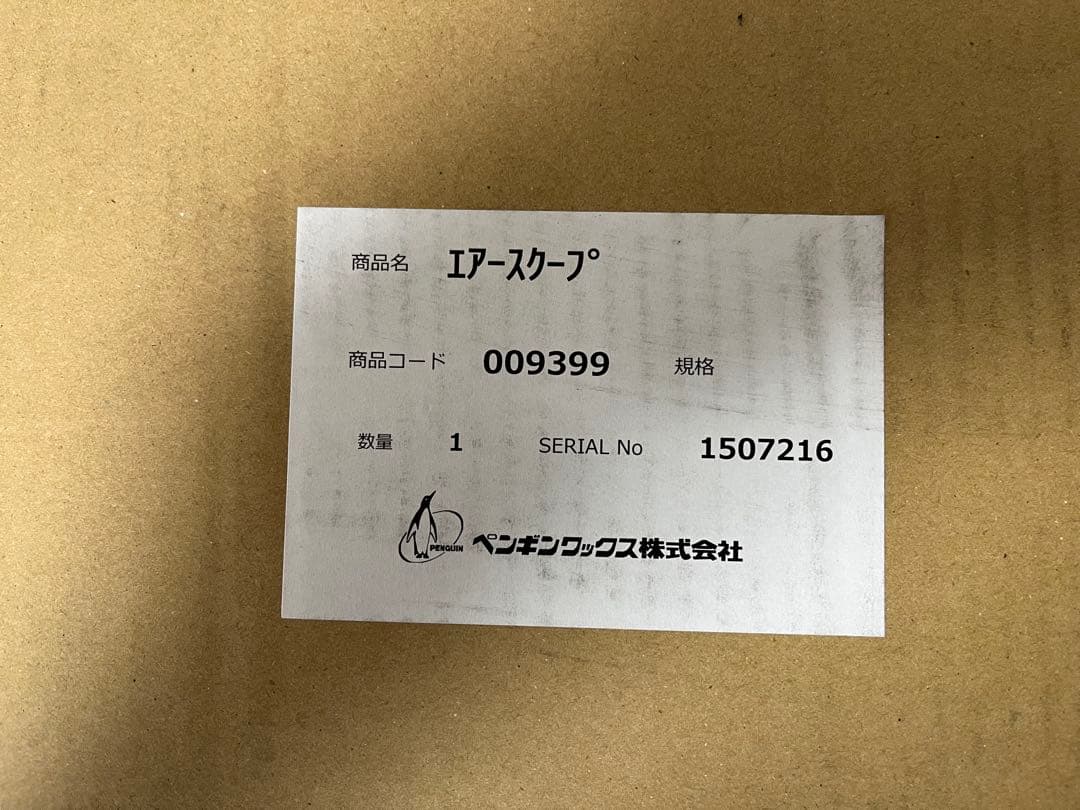 商品名 ｴｱｰｽｸｰﾌﾟ
商品コード 009399 規格
数量 1 SERIAL No 1507216
PENGUIN ペンギンワックス株式会社